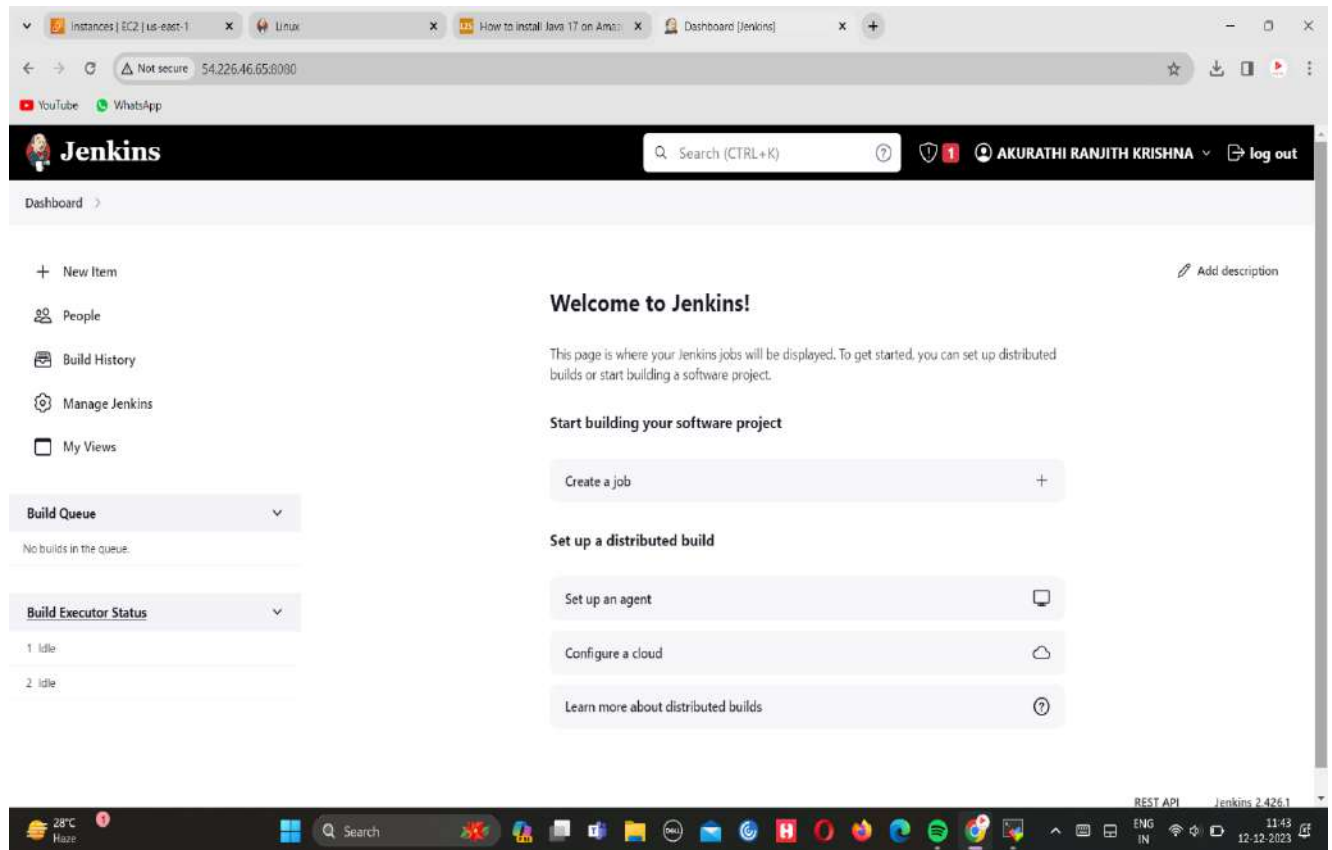 Instances | EC2 | us-east-1
Linux
How to install Java 17 on Amaz
Dashboard [Jenkins]
Not secure 54.226.46.65:8080
YouTube WhatsApp
Jenkins
Search (CTRL+K)
1
AKURATHI RANJITH KRISHNA
log out
Dashboard
New Item
People
Build History
Manage Jenkins
My Views
Build Queue
No builds in the queue.
Build Executor Status
1 Idle
2 Idle
Add description
Welcome to Jenkins!
This page is where your Jenkins jobs will be displayed. To get started, you can set up distributed
builds or start building a software project.
Start building your software project
Create a job
Set up a distributed build
Set up an agent
Configure a cloud
Learn more about distributed builds
REST API Jenkins 2.426.1
28°C
Haze
1
Search
DELL
H
ENG
IN
11:43
12-12-2023